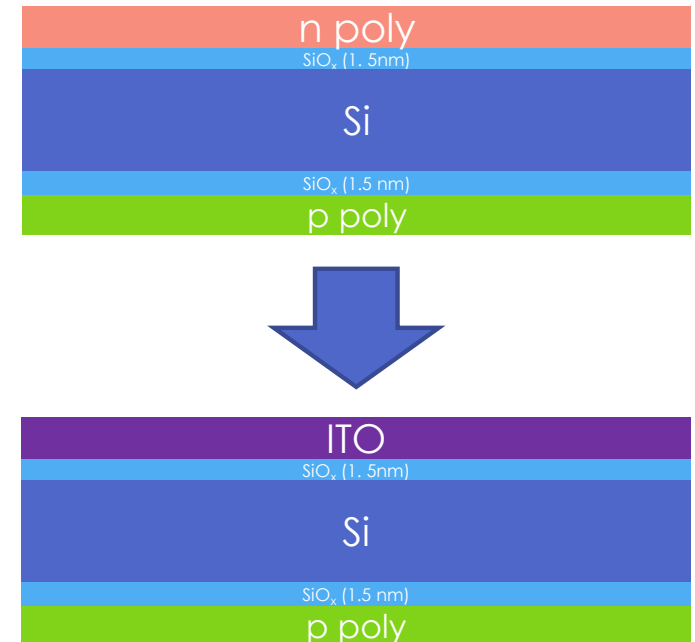 n poly
SiOₓ (1. 5nm)
Si
SiOₓ (1.5 nm)
p poly
ITO
SiOₓ (1. 5nm)
Si
SiOₓ (1.5 nm)
p poly